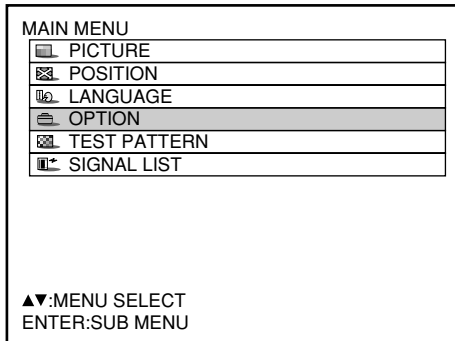 MAIN MENU
PICTURE
POSITION
LANGUAGE
OPTION
TEST PATTERN
SIGNAL LIST
▲▼:MENU SELECT
ENTER:SUB MENU